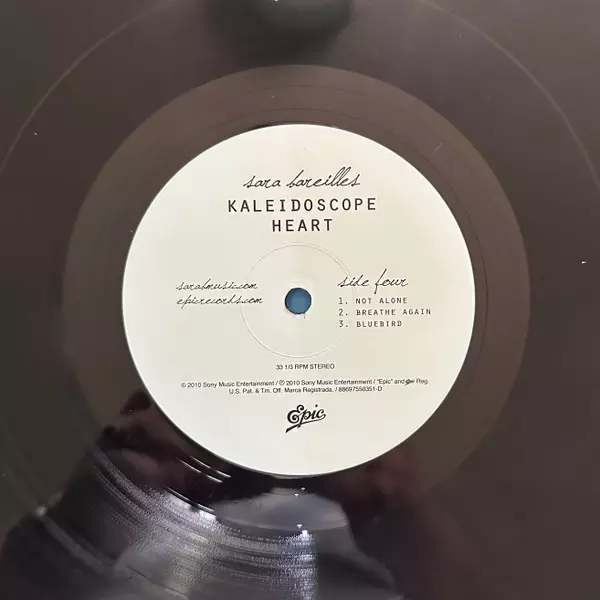 sara bareilles
KALEIDOSCOPE
HEART
sarabmusic.com
epicrecords.com
side four
1. NOT ALONE
2. BREATHE AGAIN
3. BLUEBIRD
33 1/3 RPM STEREO
© 2010 Sony Music Entertainment / ℗ 2010 Sony Music Entertainment / "Epic" and Reg.
U.S. Pat. & Tm. Off. Marca Registrada. / 88697550351-D
Epic